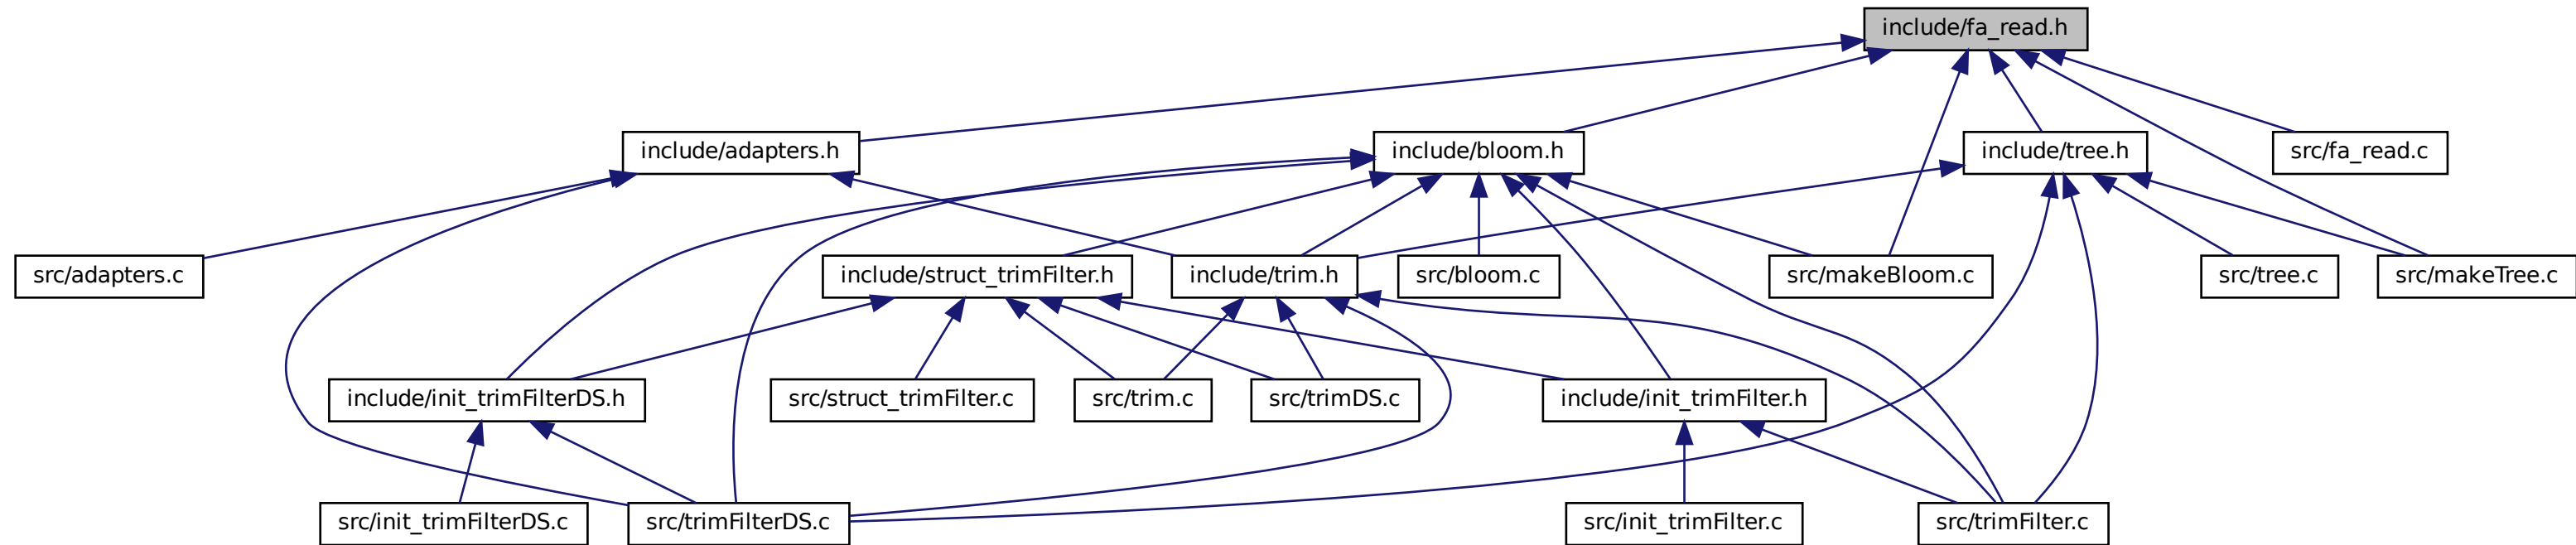 include/fa_read.h
include/adapters.h
include/bloom.h
include/tree.h
src/fa_read.c
src/adapters.c
include/struct_trimFilter.h
include/trim.h
src/bloom.c
src/makeBloom.c
src/tree.c
src/makeTree.c
include/init_trimFilterDS.h
src/struct_trimFilter.c
src/trim.c
src/trimDS.c
include/init_trimFilter.h
src/init_trimFilterDS.c
src/trimFilterDS.c
src/init_trimFilter.c
src/trimFilter.c